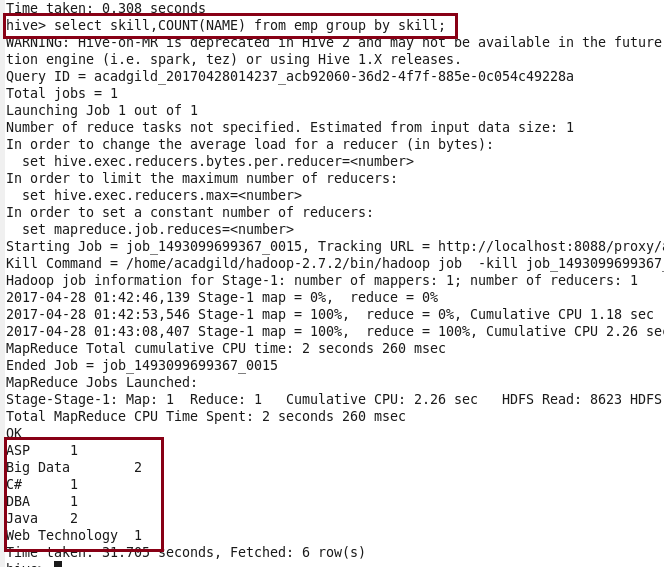 Time taken: 0.308 seconds
hive> select skill,COUNT(NAME) from emp group by skill;
WARNING: Hive-on-MR is deprecated in Hive 2 and may not be available in the future
tion engine (i.e. spark, tez) or using Hive 1.X releases.
Query ID = acadgild_20170428014237_acb92060-36d2-4f7f-885e-0c054c49228a
Total jobs = 1
Launching Job 1 out of 1
Number of reduce tasks not specified. Estimated from input data size: 1
In order to change the average load for a reducer (in bytes):
  set hive.exec.reducers.bytes.per.reducer=<number>
In order to limit the maximum number of reducers:
  set hive.exec.reducers.max=<number>
In order to set a constant number of reducers:
  set mapreduce.job.reduces=<number>
Starting Job = job_1493099699367_0015, Tracking URL = http://localhost:8088/proxy/a
Kill Command = /home/acadgild/hadoop-2.7.2/bin/hadoop job  -kill job_1493099699367_
Hadoop job information for Stage-1: number of mappers: 1; number of reducers: 1
2017-04-28 01:42:46,139 Stage-1 map = 0%,  reduce = 0%
2017-04-28 01:42:53,546 Stage-1 map = 100%,  reduce = 0%, Cumulative CPU 1.18 sec
2017-04-28 01:43:08,407 Stage-1 map = 100%,  reduce = 100%, Cumulative CPU 2.26 sec
MapReduce Total cumulative CPU time: 2 seconds 260 msec
Ended Job = job_1493099699367_0015
MapReduce Jobs Launched:
Stage-Stage-1: Map: 1  Reduce: 1   Cumulative CPU: 2.26 sec   HDFS Read: 8623 HDFS
Total MapReduce CPU Time Spent: 2 seconds 260 msec
OK
ASP     1
Big Data        2
C#      1
DBA     1
Java    2
Web Technology  1
Time taken: 31.705 seconds, Fetched: 6 row(s)
hive>